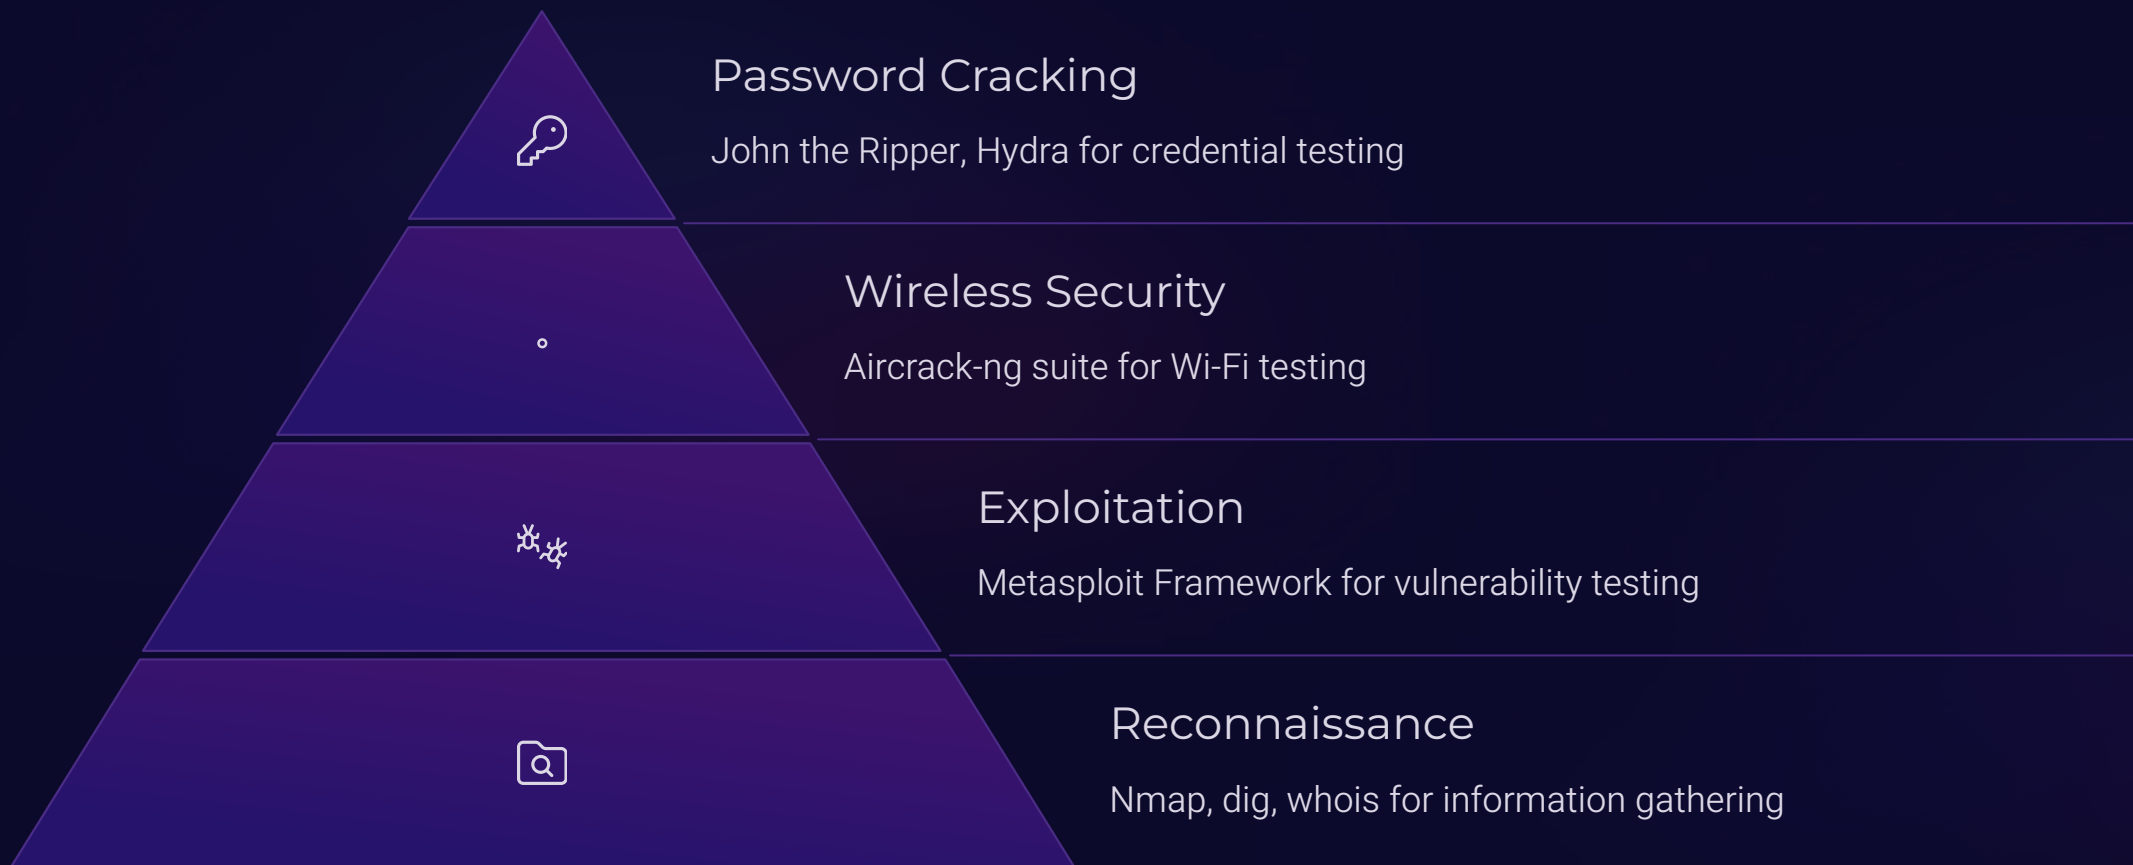 Password Cracking
John the Ripper, Hydra for credential testing
Wireless Security
Aircrack-ng suite for Wi-Fi testing
Exploitation
Metasploit Framework for vulnerability testing
Reconnaissance
Nmap, dig, whois for information gathering